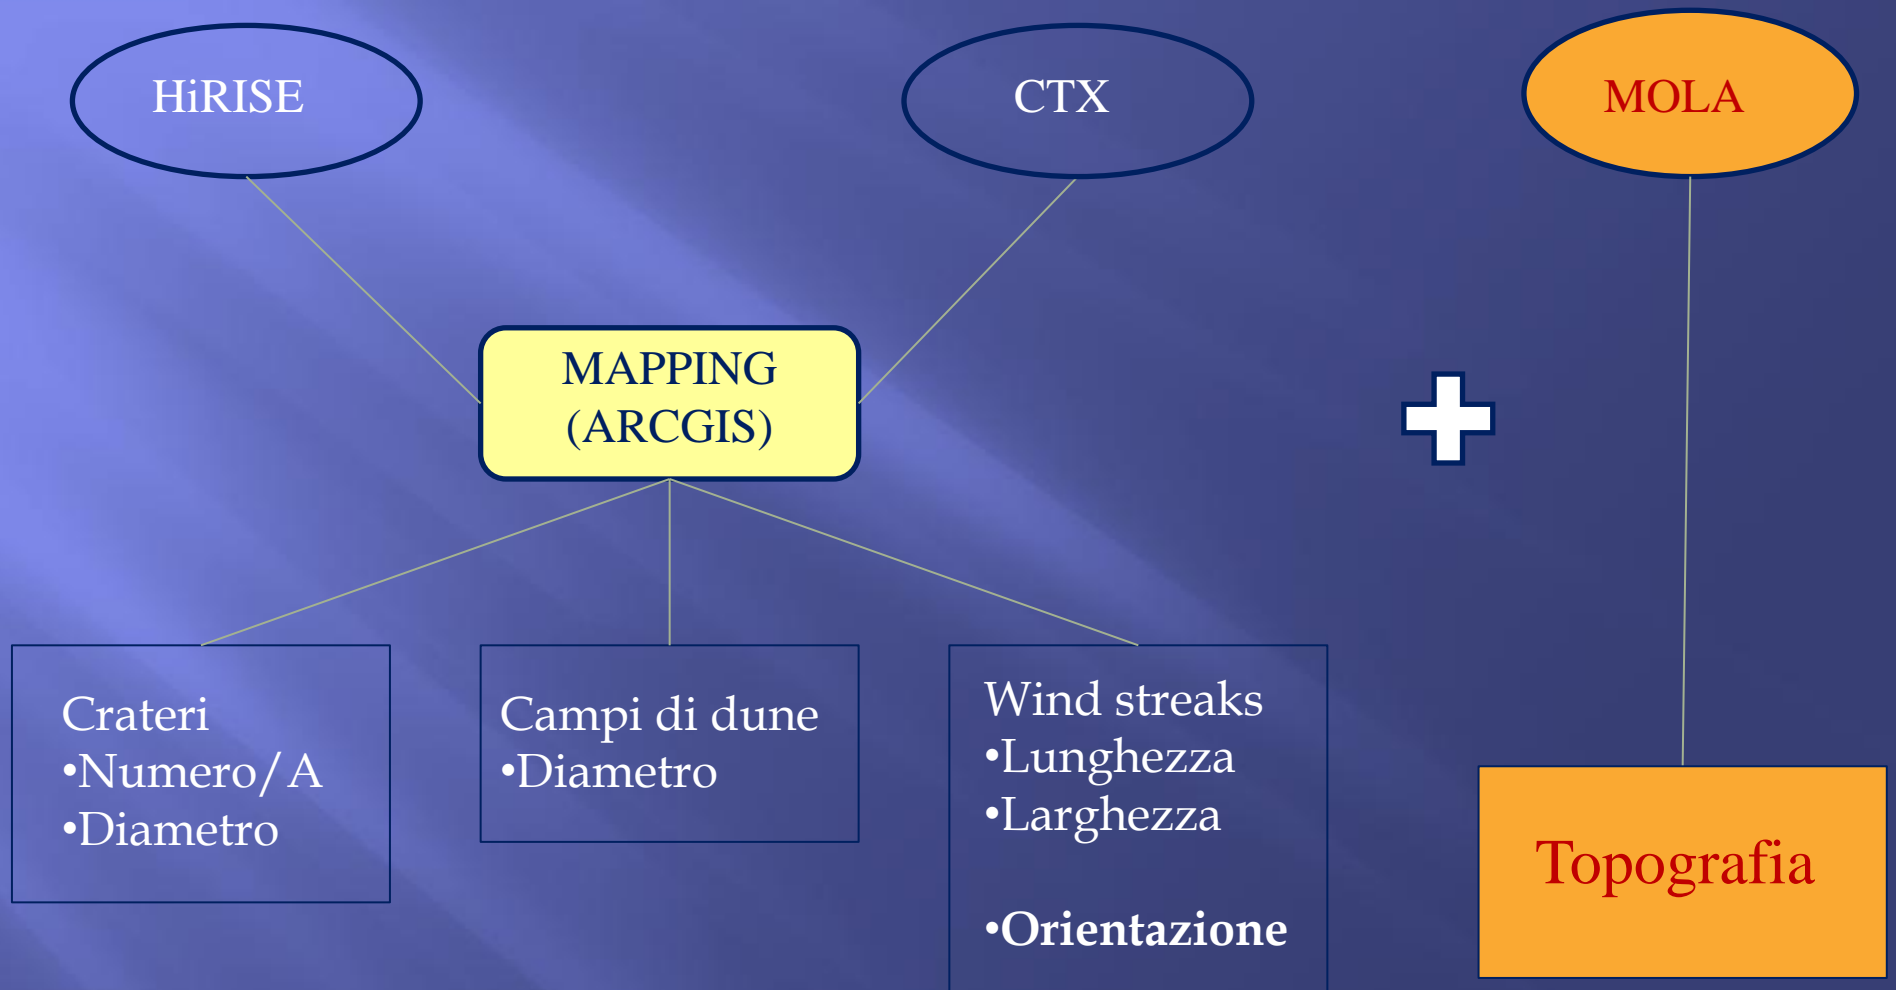 HiRISE
CTX
MOLA
MAPPING
(ARCGIS)
Crateri
•Numero/A
•Diametro
Campi di dune
•Diametro
Wind streaks
•Lunghezza
•Larghezza
•Orientazione
Topografia